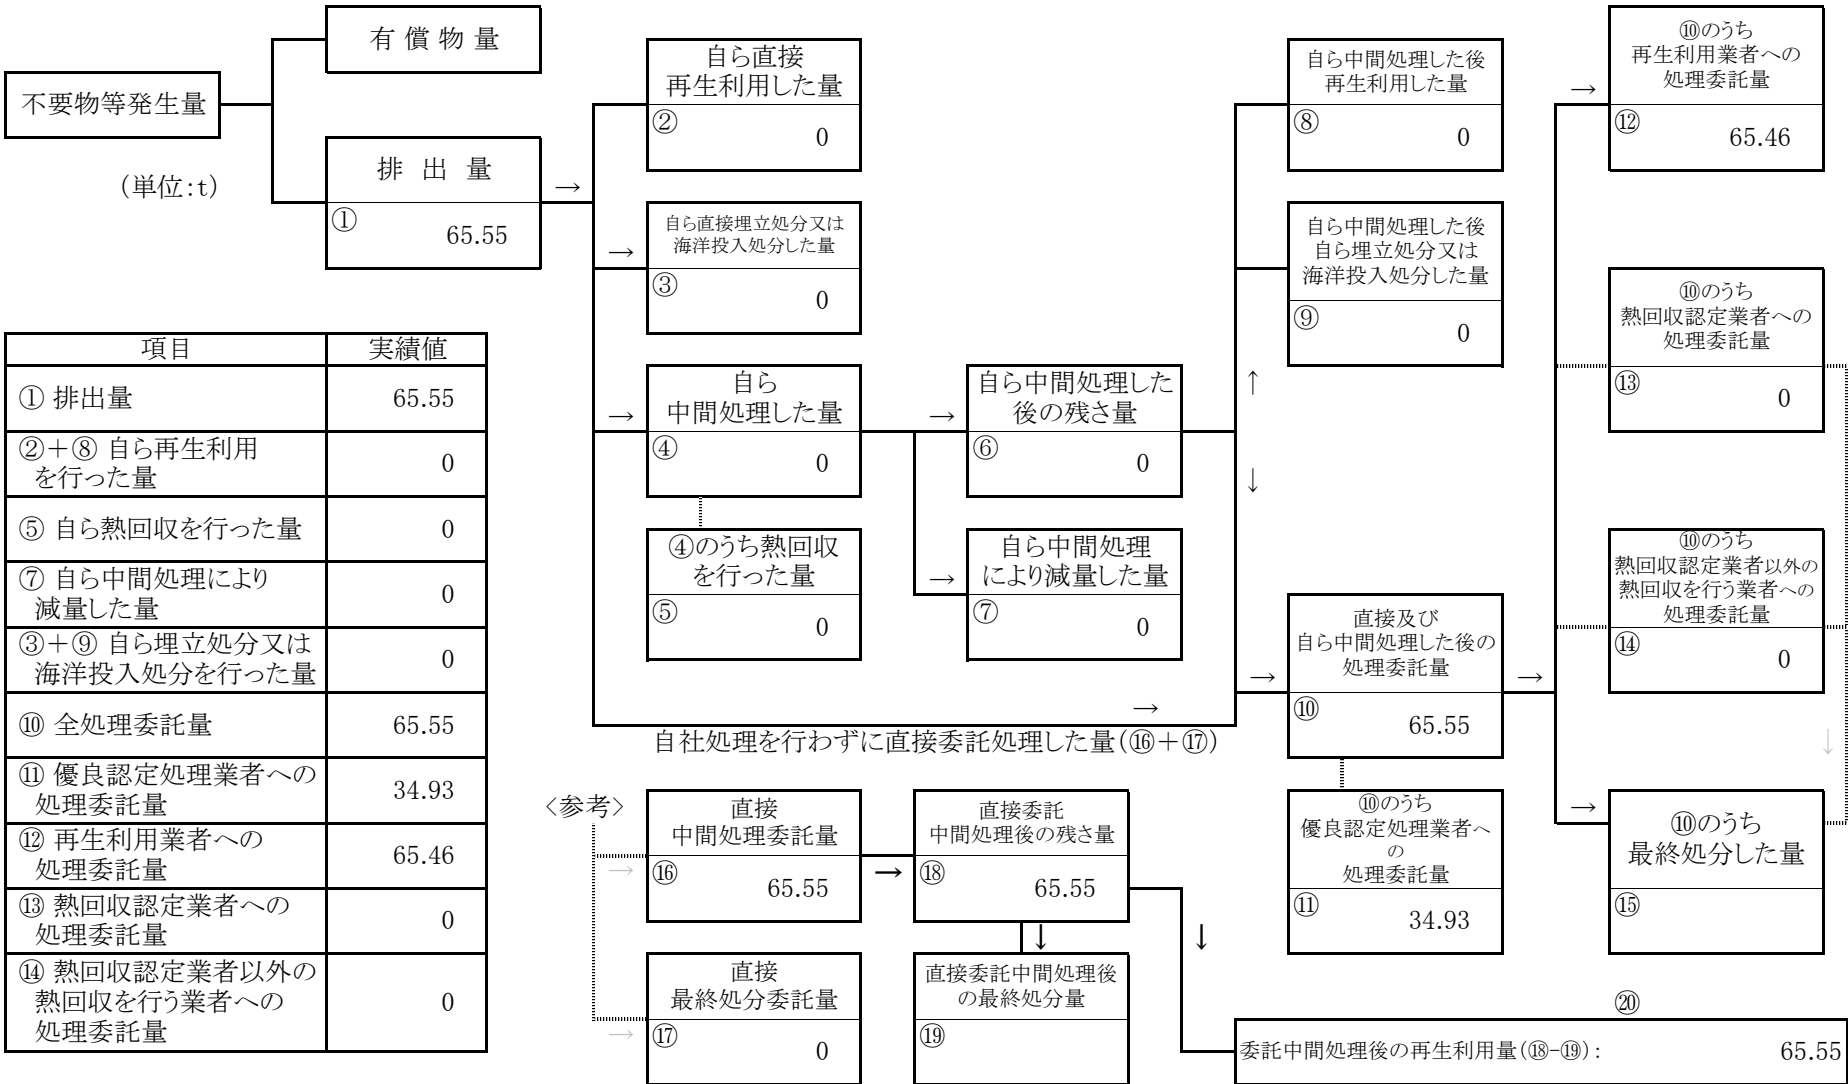 有 償 物 量
不要物等発生量
(単位:t)
排 出 量
①
65.55
→
自ら直接
再生利用した量
②
0
→
自ら直接埋立処分又は
海洋投入処分した量
③
0
→
自ら
中間処理した量
④
0
④のうち熱回収
を行った量
⑤
0
→
自ら中間処理した
後の残さ量
⑥
0
→
自ら中間処理
により減量した量
⑦
0
↑
↓
自ら中間処理した後
再生利用した量
⑧
0
自ら中間処理した後
自ら埋立処分又は
海洋投入処分した量
⑨
0
→
自社処理を行わずに直接委託処理した量(⑯+⑰)
→
直接及び
自ら中間処理した後の
処理委託量
⑩
65.55
⑩のうち
優良認定処理業者へ
の
処理委託量
⑪
34.93
→
→
⑩のうち
再生利用業者への
処理委託量
⑫
65.46
⑩のうち
熱回収認定業者への
処理委託量
⑬
0
⑩のうち
熱回収認定業者以外の
熱回収を行う業者への
処理委託量
⑭
0
↓
→
⑩のうち
最終処分した量
⑮
項目 実績値
① 排出量 65.55
②+⑧ 自ら再生利用
を行った量 0
⑤ 自ら熱回収を行った量 0
⑦ 自ら中間処理により
減量した量 0
③+⑨ 自ら埋立処分又は
海洋投入処分を行った量 0
⑩ 全処理委託量 65.55
⑪ 優良認定処理業者への
処理委託量 34.93
⑫ 再生利用業者への
処理委託量 65.46
⑬ 熱回収認定業者への
処理委託量 0
⑭ 熱回収認定業者以外の
熱回収を行う業者への
処理委託量 0
〈参考〉
→
直接
中間処理委託量
⑯
65.55
→
直接委託
中間処理後の残さ量
⑱
65.55
↓
↓
→
直接
最終処分委託量
⑰
0
直接委託中間処理後
の最終処分量
⑲
⑳
委託中間処理後の再生利用量(⑱-⑲): 65.55